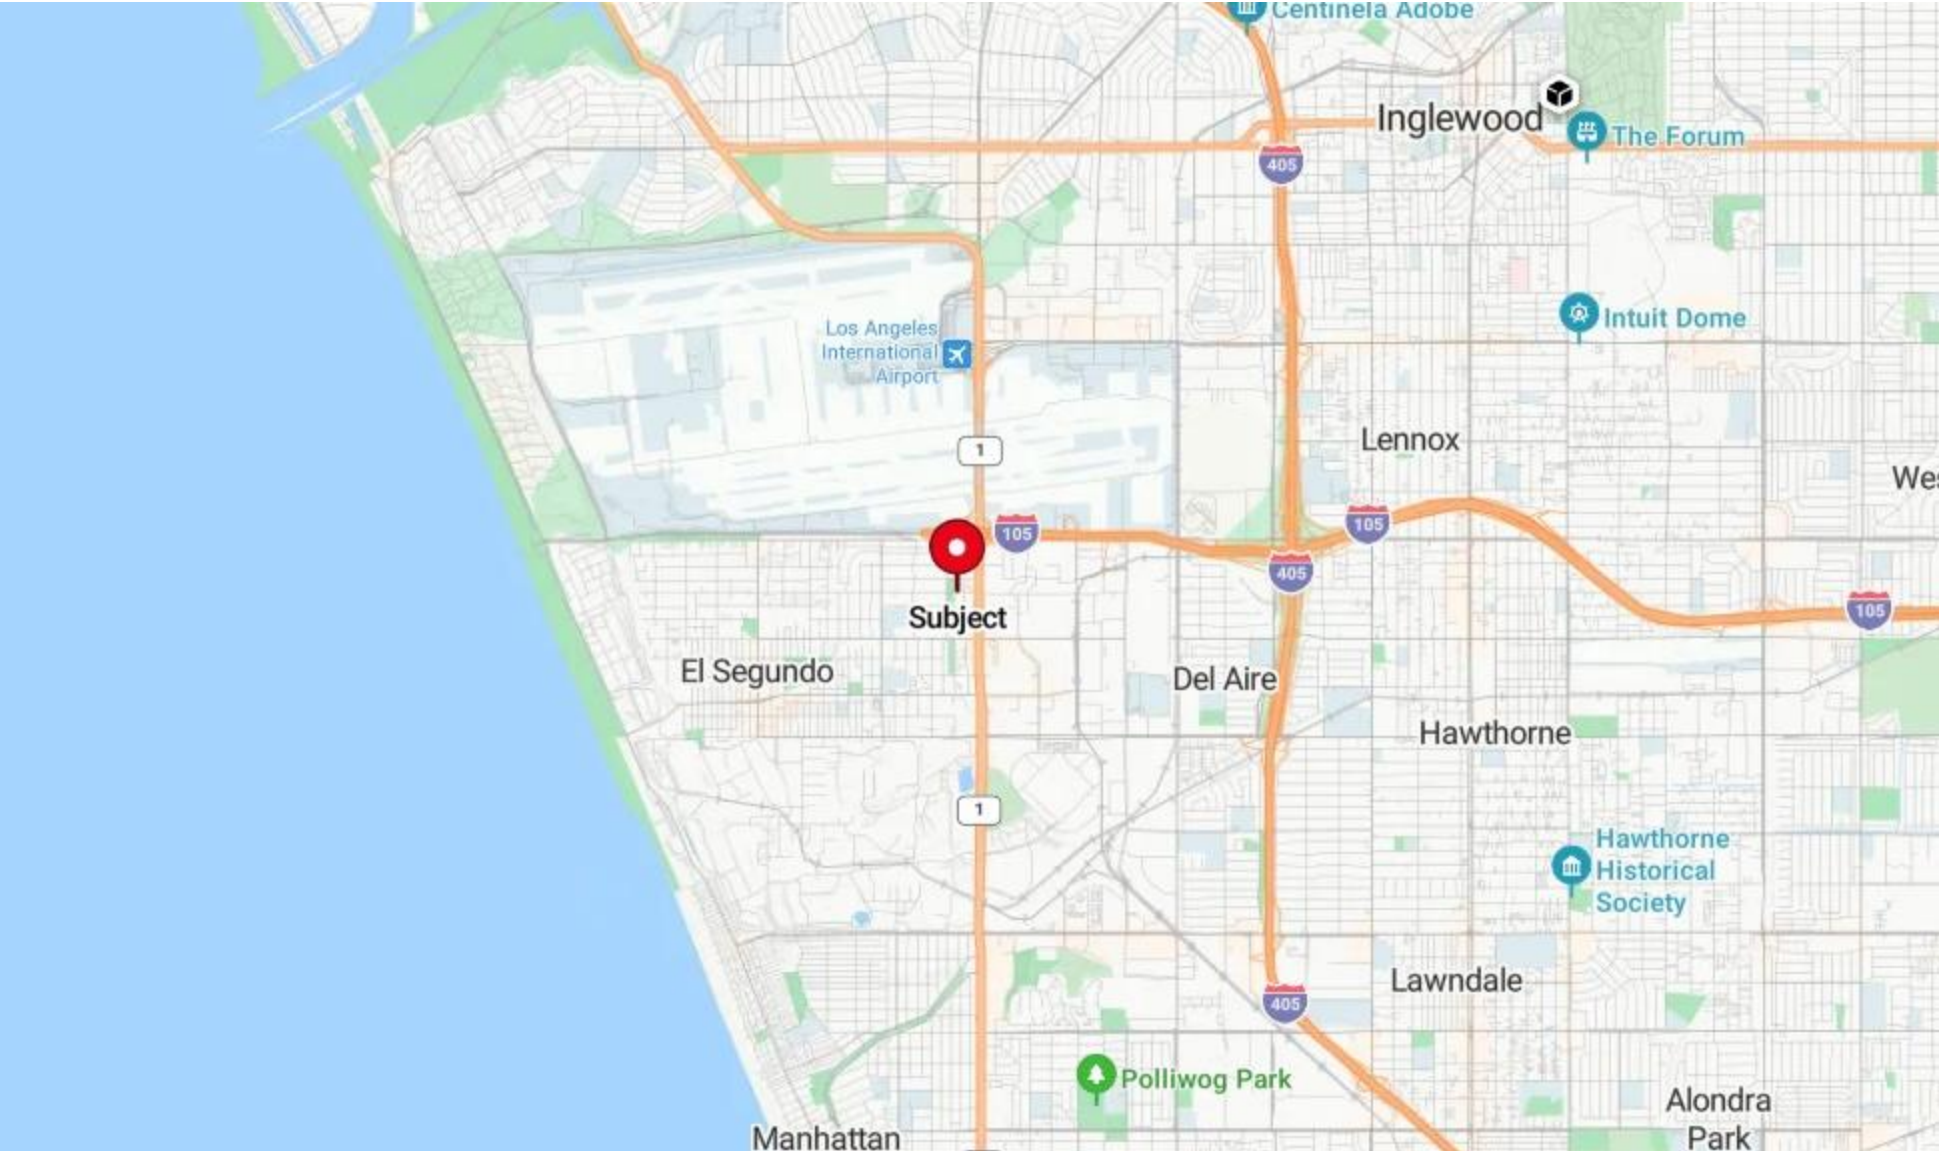 Centinela Adobe
Inglewood
The Forum
405
Intuit Dome
Los Angeles
International
Airport
Lennox
1
105
105
405
Subject
105
El Segundo
Del Aire
Hawthorne
1
Hawthorne
Historical
Society
Lawndale
405
Polliwog Park
Alondra
Park
Manhattan